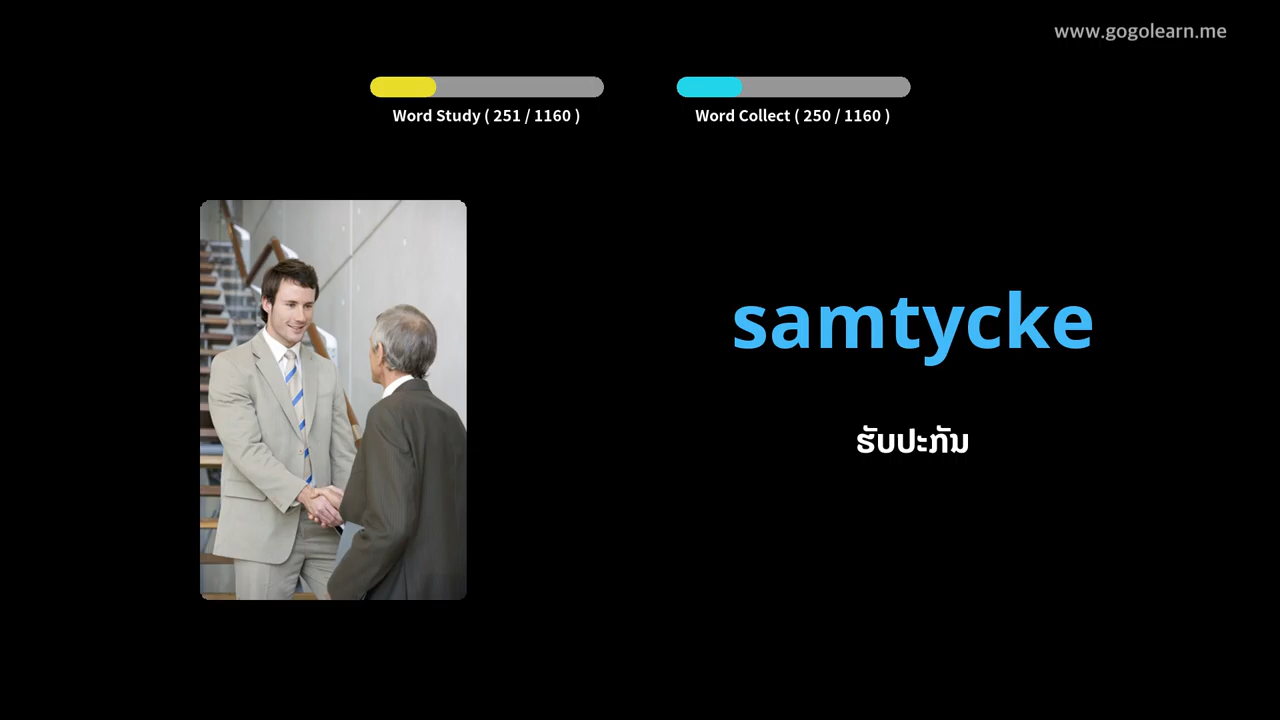 www.gogolearn.me
Word Study ( 251 / 1160 )
Word Collect ( 250 / 1160 )
samtycke
ຮັບປະກັນ